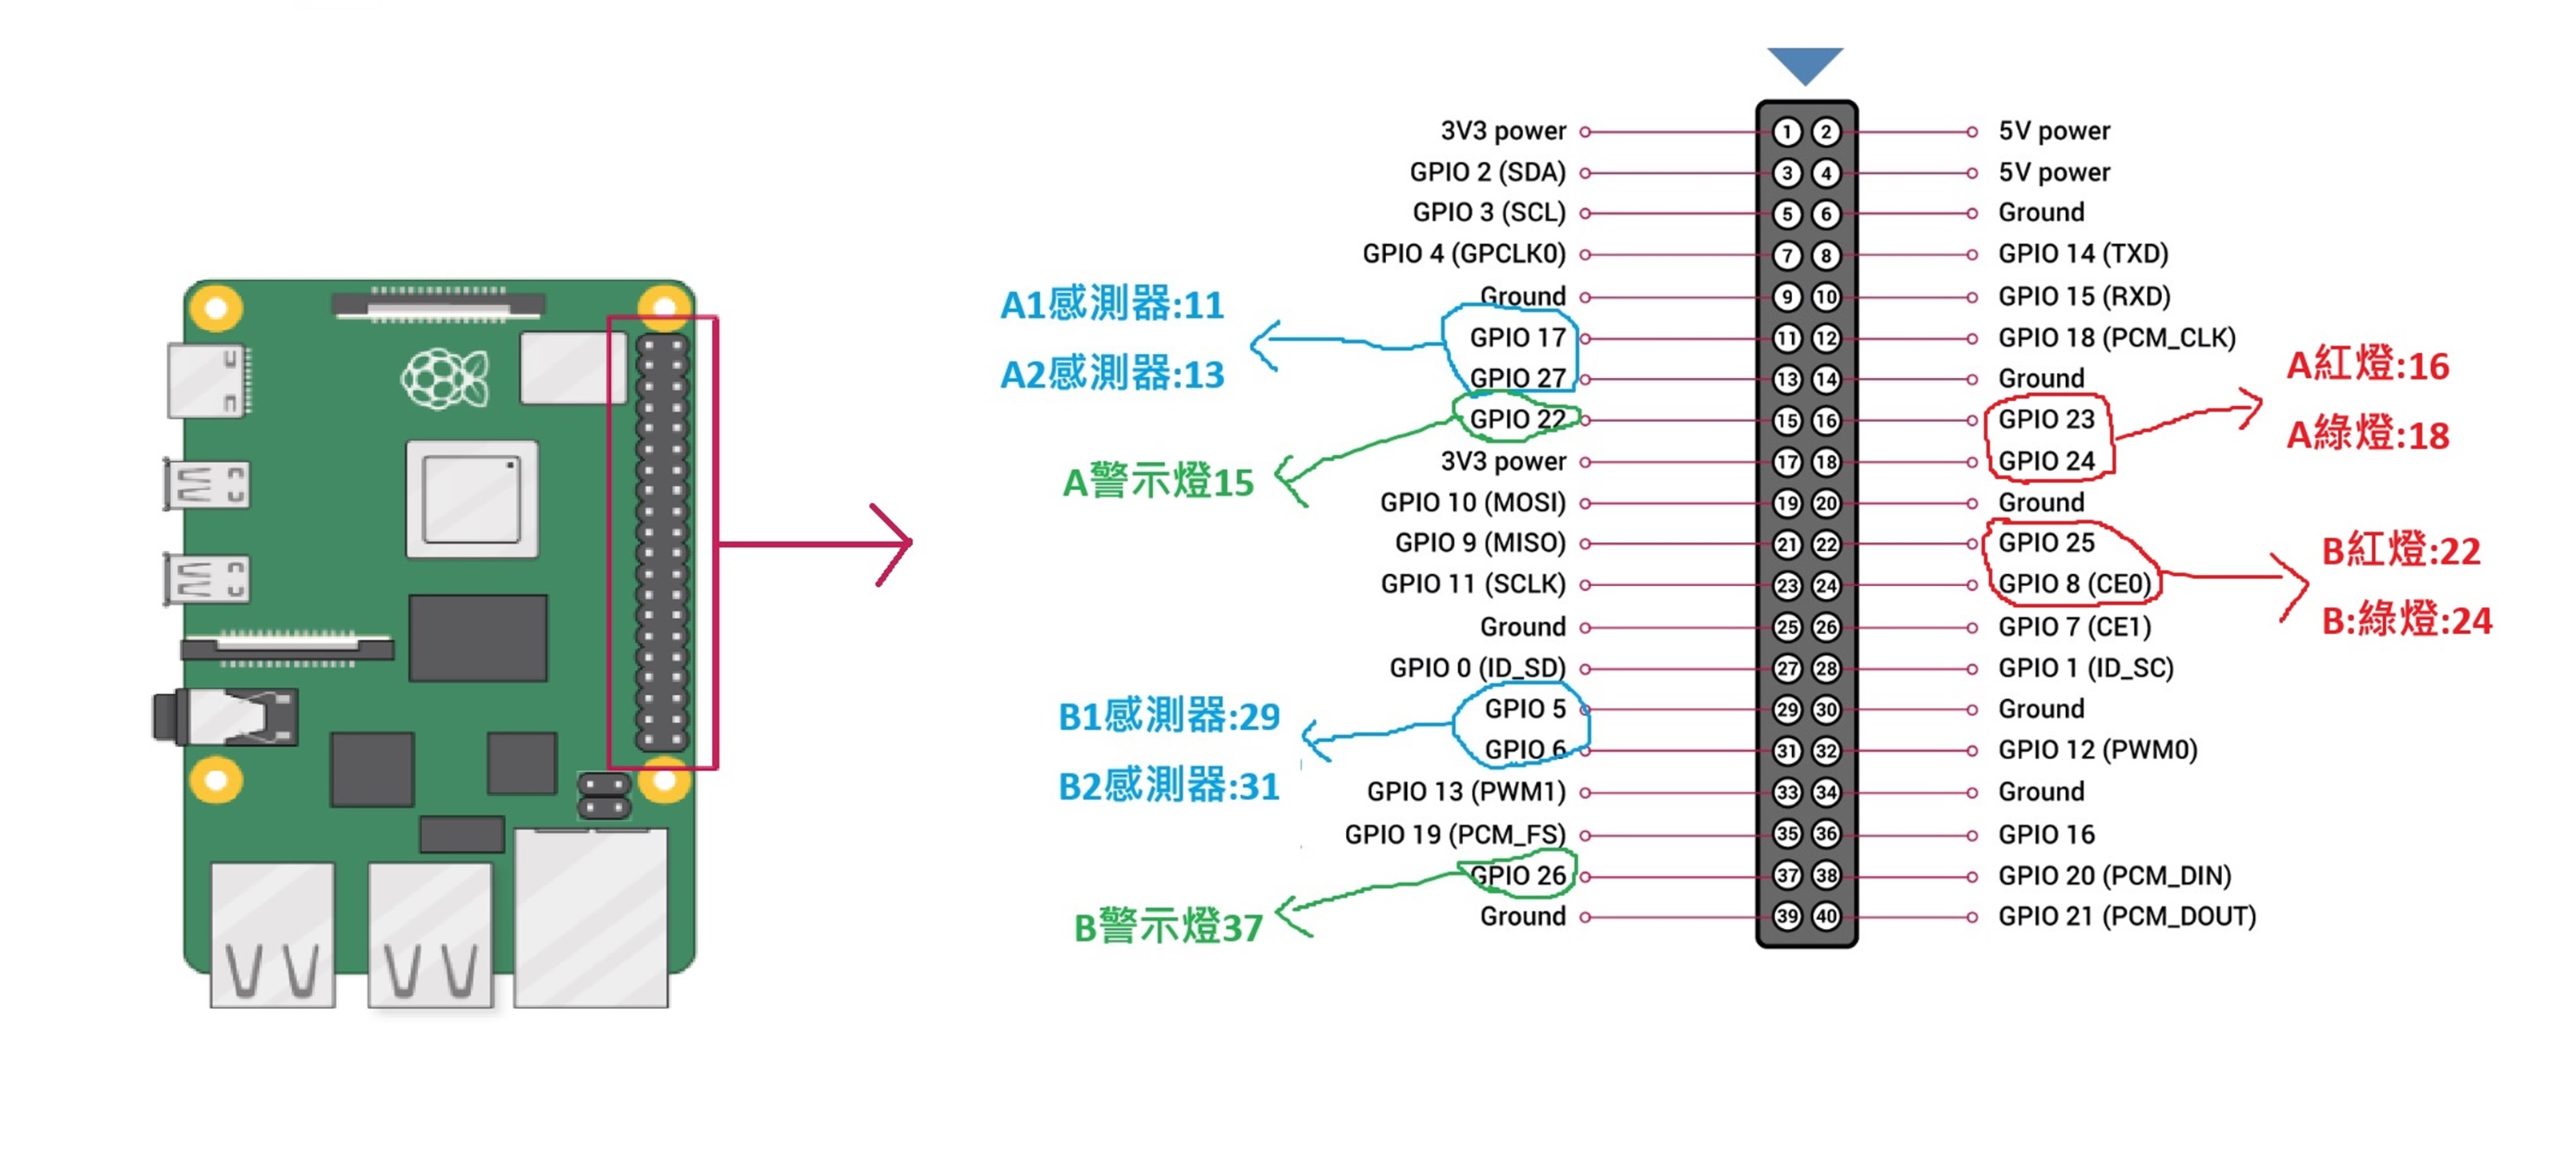 3V3 power 1 2 5V power
GPIO 2 (SDA) 3 4 5V power
GPIO 3 (SCL) 5 6 Ground
GPIO 4 (GPCLK0) 7 8 GPIO 14 (TXD)
Ground 9 10 GPIO 15 (RXD)
A1感測器:11
GPIO 17 11 12 GPIO 18 (PCM_CLK)
A2感測器:13
GPIO 27 13 14 Ground
A紅燈:16
GPIO 22 15 16 GPIO 23
A綠燈:18
3V3 power 17 18 GPIO 24
A警示燈15
GPIO 10 (MOSI) 19 20 Ground
GPIO 9 (MISO) 21 22 GPIO 25
B紅燈:22
GPIO 11 (SCLK) 23 24 GPIO 8 (CE0)
B:綠燈:24
Ground 25 26 GPIO 7 (CE1)
GPIO 0 (ID_SD) 27 28 GPIO 1 (ID_SC)
B1感測器:29
GPIO 5 29 30 Ground
GPIO 6 31 32 GPIO 12 (PWM0)
B2感測器:31
GPIO 13 (PWM1) 33 34 Ground
GPIO 19 (PCM_FS) 35 36 GPIO 16
GPIO 26 37 38 GPIO 20 (PCM_DIN)
B警示燈37
Ground 39 40 GPIO 21 (PCM_DOUT)